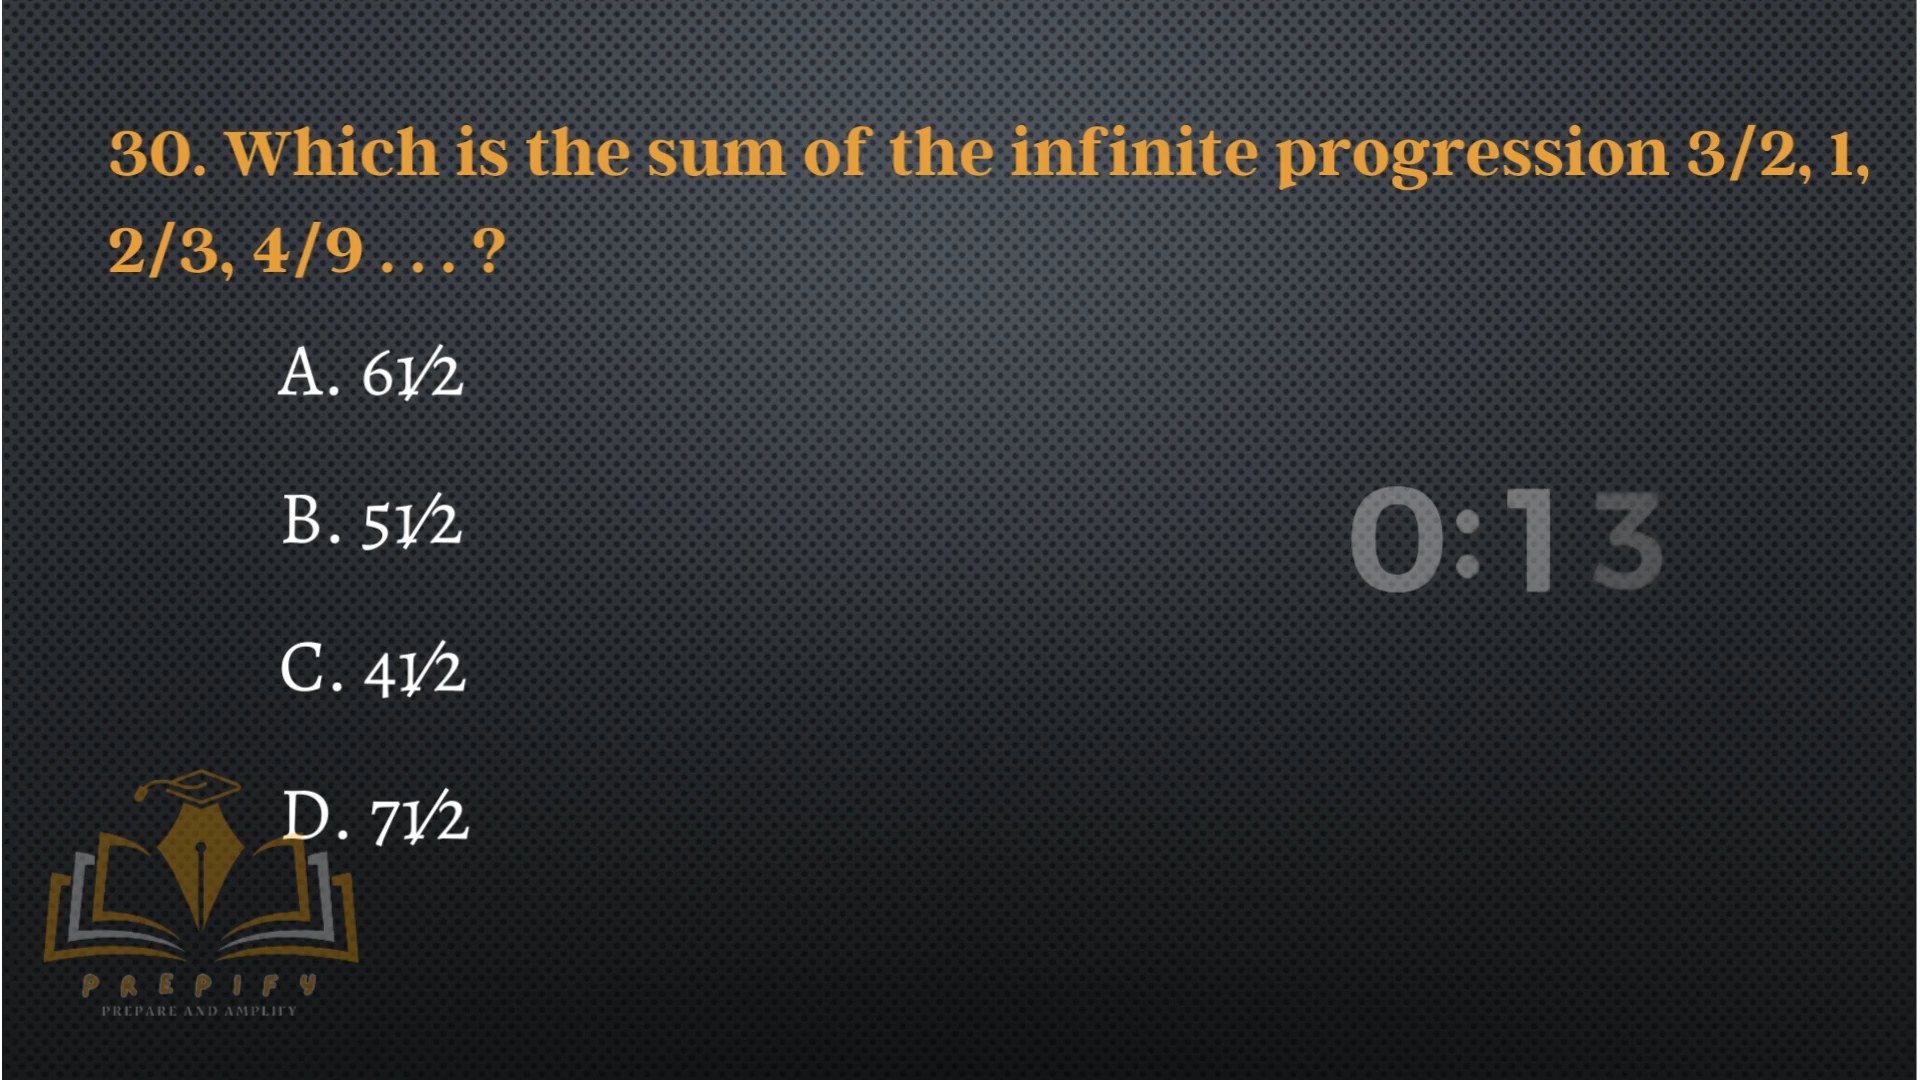 30. Which is the sum of the infinite progression 3/2, 1,
2/3, 4/9 . . . ?
A. 6½
B. 5½
C. 4½
D. 7½
0:13
PREPIFY
PREPARE AND AMPLIFY